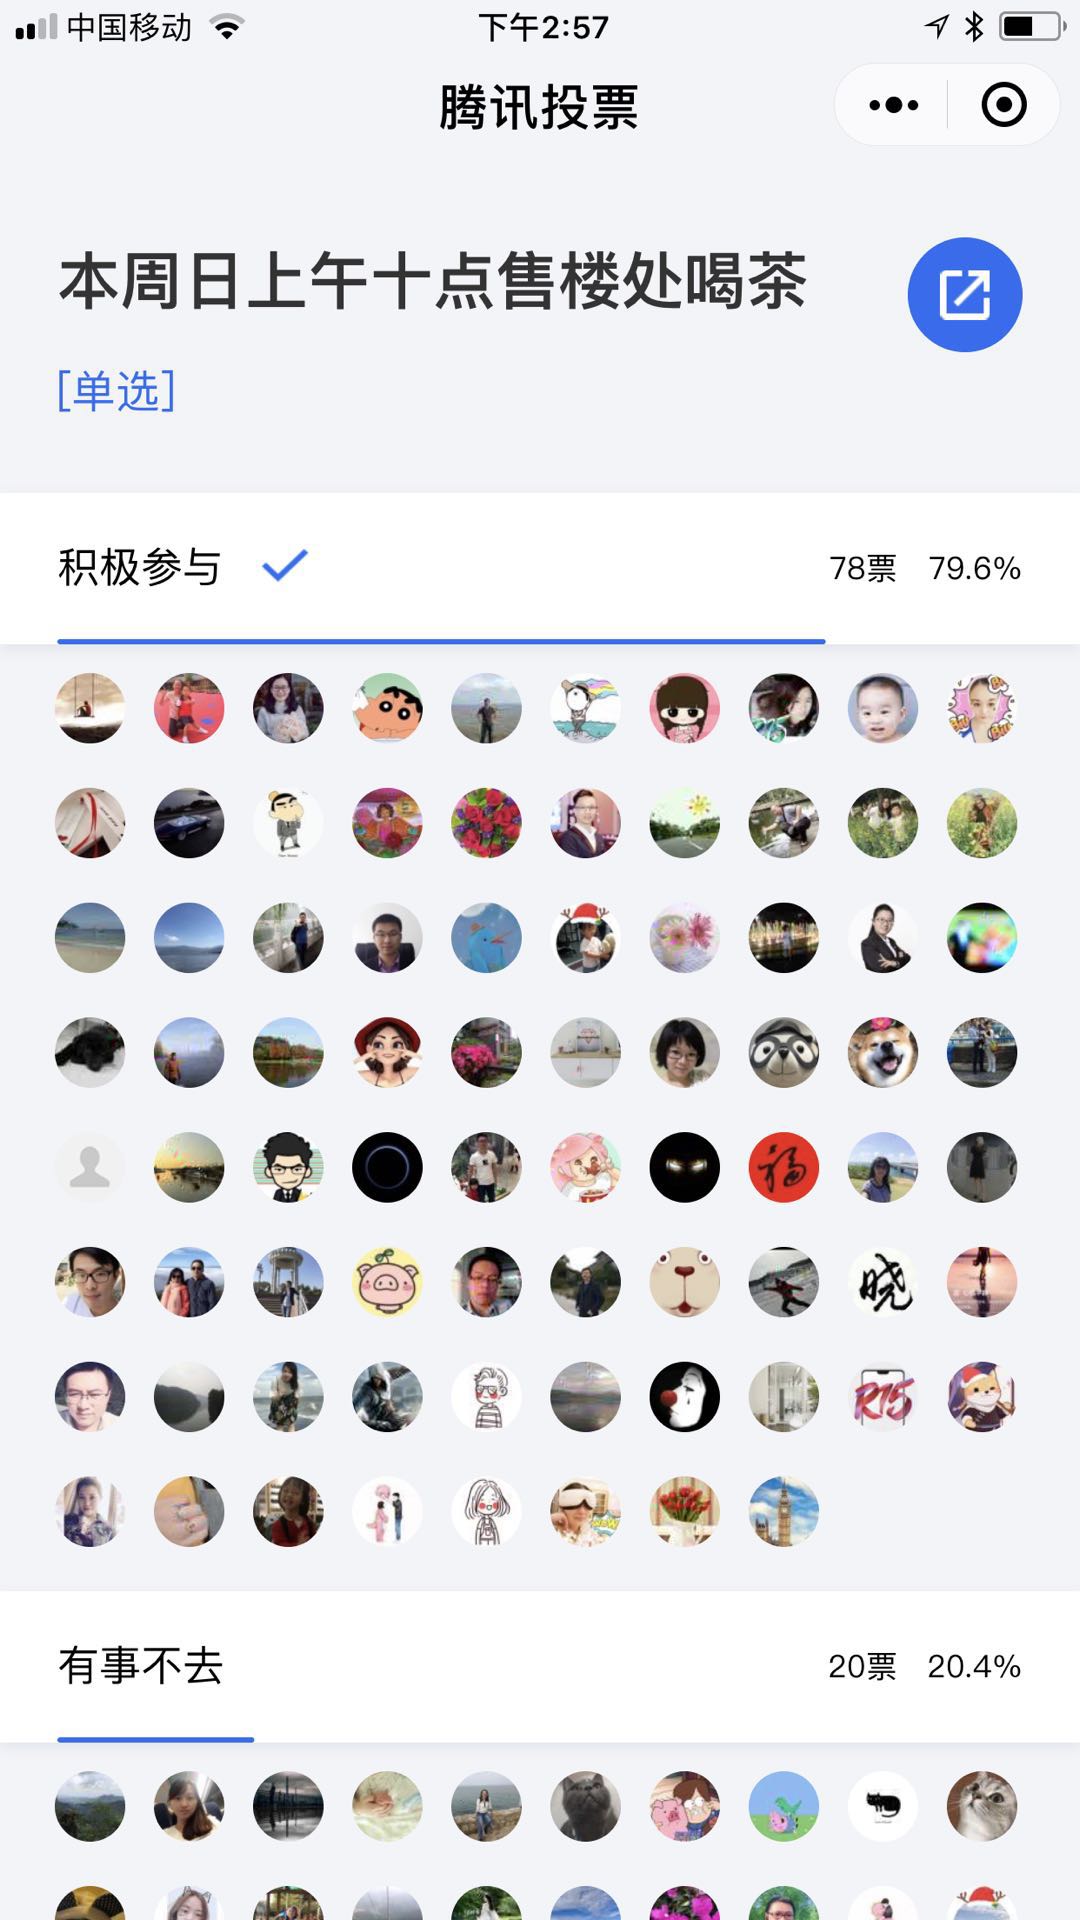 中国移动
下午2:57
腾讯投票
本周日上午十点售楼处喝茶
[单选]
积极参与
78票 79.6%
福
晓
R15
WOW
有事不去
20票 20.4%